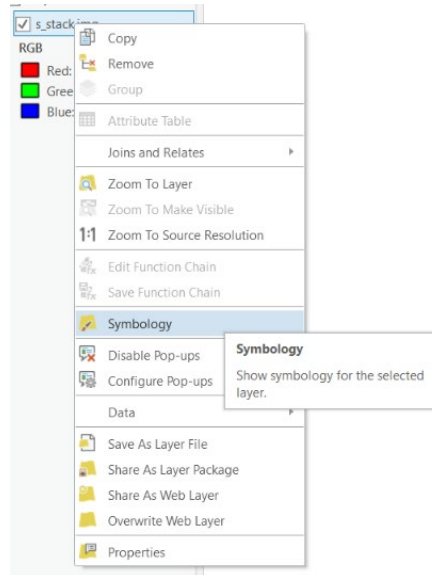 s_stack.img
RGB
Red:
Gree
Blue:
Copy
Remove
Group
Attribute Table
Joins and Relates
Zoom To Layer
Zoom To Make Visible
1:1 Zoom To Source Resolution
Edit Function Chain
Save Function Chain
Symbology
Disable Pop-ups
Configure Pop-ups
Data
Save As Layer File
Share As Layer Package
Share As Web Layer
Overwrite Web Layer
Properties
Symbology
Show symbology for the selected
layer.